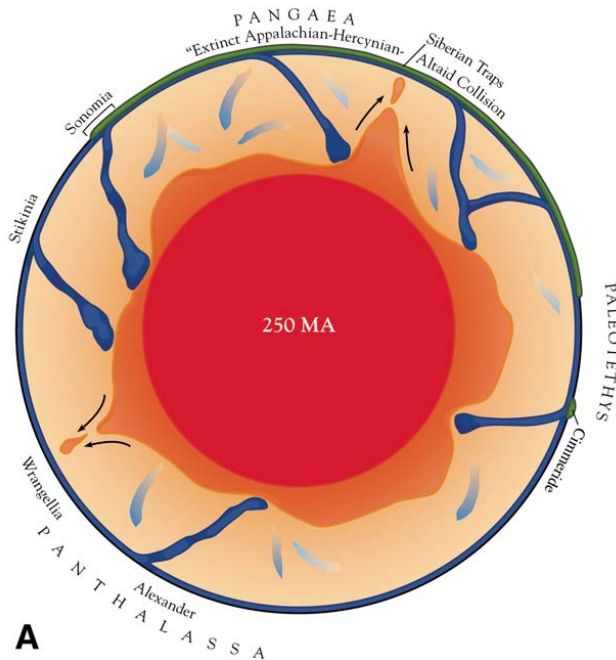 PANGAEA
"Extinct Appalachian-Hercynian-
Altaid Collision
Siberian Traps
Sonomia
Stikinia
250 MA
PALEOTETHYS
Cimmeride
Wrangellia
PANTHALASSA
Alexander
A